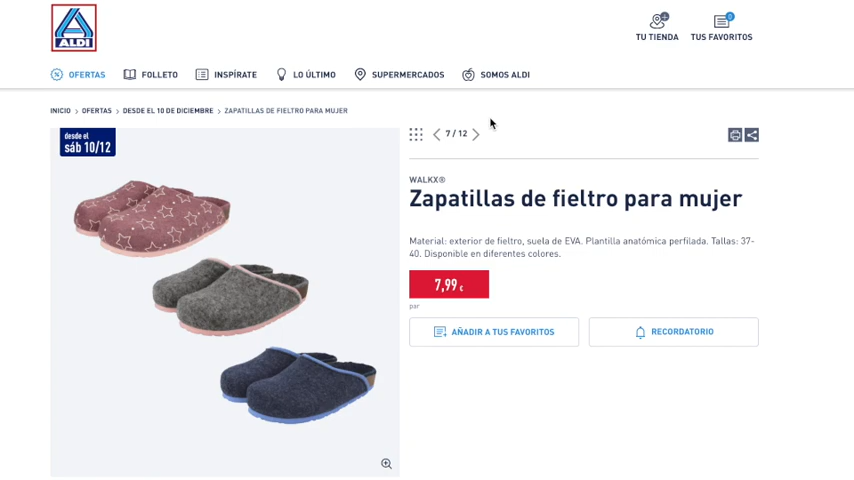 ALDI
TU TIENDA
0
TUS FAVORITOS
OFERTAS
FOLLETO
INSPÍRATE
LO ÚLTIMO
SUPERMERCADOS
SOMOS ALDI
INICIO > OFERTAS > DESDE EL 10 DE DICIEMBRE > ZAPATILLAS DE FIELTRO PARA MUJER
desde el
sáb 10/12
7 / 12
WALKX®
Zapatillas de fieltro para mujer
Material: exterior de fieltro, suela de EVA. Plantilla anatómica perfilada. Tallas: 37-
40. Disponible en diferentes colores.
7,99 €
par
AÑADIR A TUS FAVORITOS
RECORDATORIO